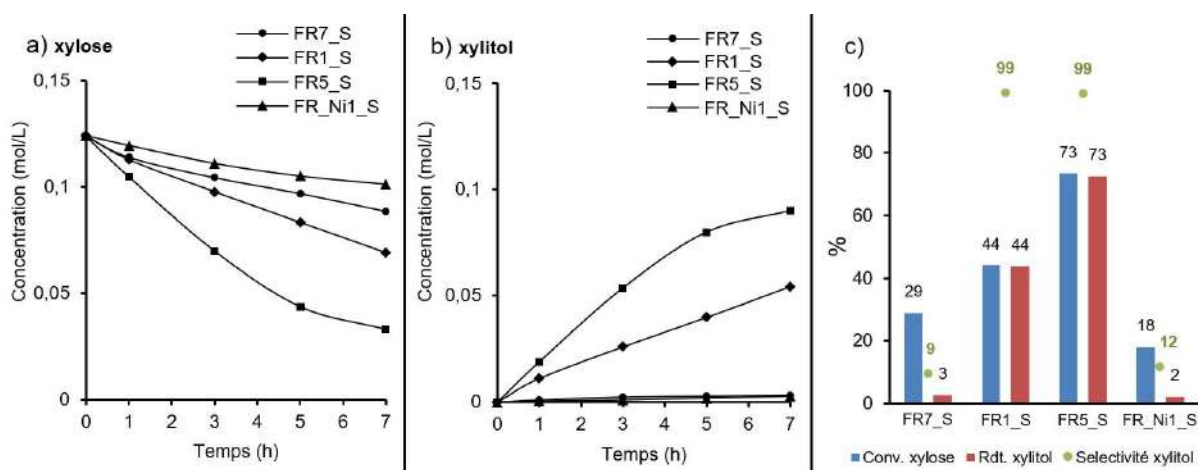 a) xylose
FR7_S
FR1_S
FR5_S
FR_Ni1_S
0,15
0,1
0,05
0
Concentration (mol/L)
0 1 2 3 4 5 6 7
Temps (h)
b) xylitol
FR7_S
FR1_S
FR5_S
FR_Ni1_S
0,15
0,1
0,05
0
Concentration (mol/L)
0 1 2 3 4 5 6 7
Temps (h)
c)
99 99
100
80
60
40
20
0
%
73 73
44 44
29
18
9 3
12
2
FR7_S FR1_S FR5_S FR_Ni1_S
Conv. xylose Rdt. xylitol Selectivité xylitol